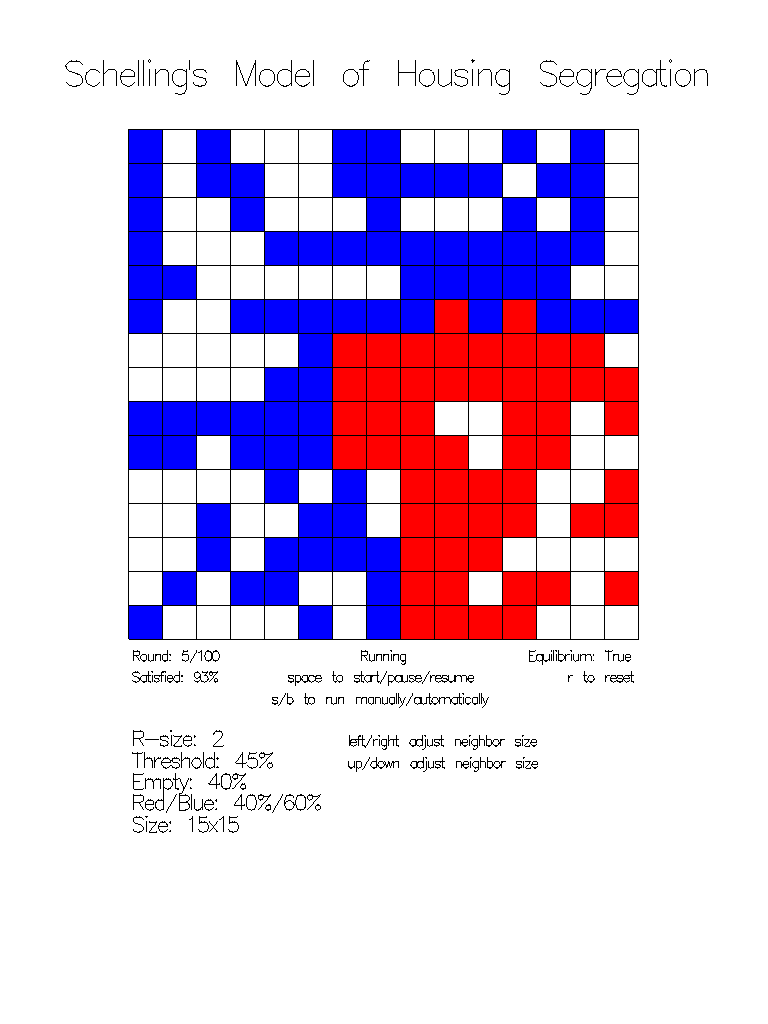 Schelling's Model of Housing Segregation
Round: 5/100 Running Equilibrium: True
Satisfied: 93% space to start/pause/resume r to reset
s/b to run manually/automatically
R-size: 2 left/right adjust neighbor size
Threshold: 45% up/down adjust neighbor size
Empty: 40%
Red/Blue: 40%/60%
Size: 15x15